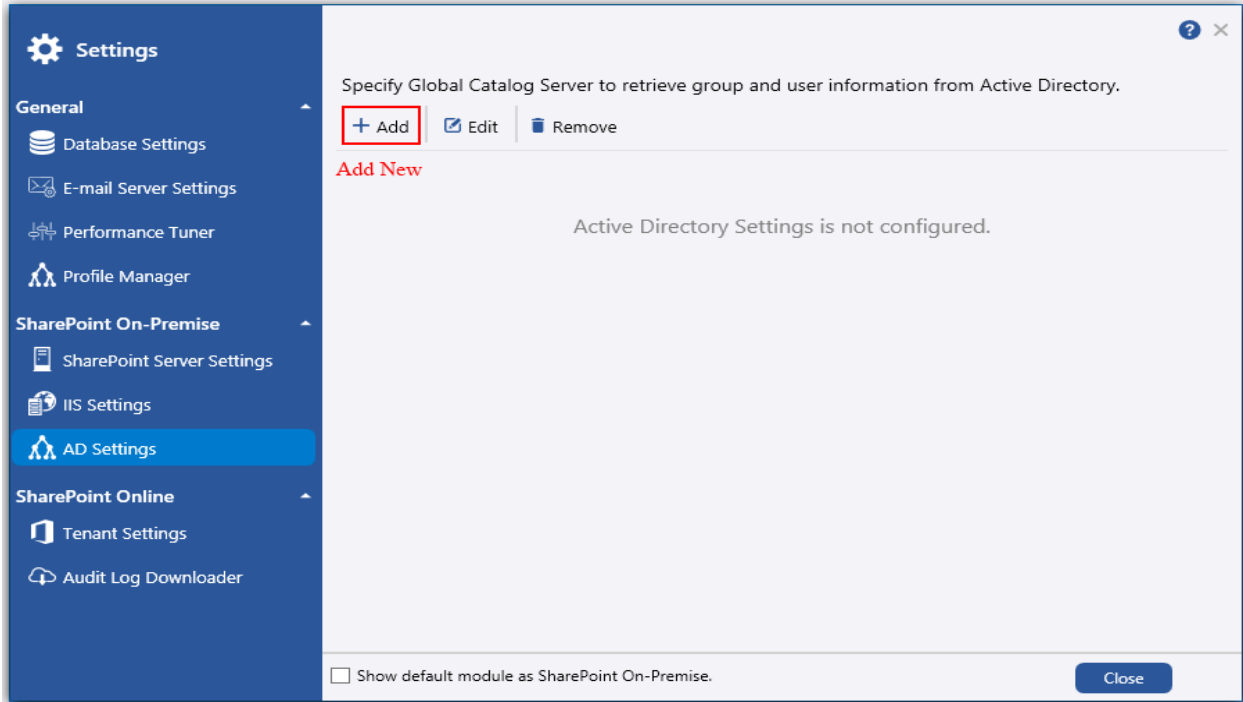 Settings
General
Database Settings
E-mail Server Settings
Performance Tuner
Profile Manager
SharePoint On-Premise
SharePoint Server Settings
IIS Settings
AD Settings
SharePoint Online
Tenant Settings
Audit Log Downloader
?
Specify Global Catalog Server to retrieve group and user information from Active Directory.
+ Add Edit Remove
Add New
Active Directory Settings is not configured.
Show default module as SharePoint On-Premise.
Close